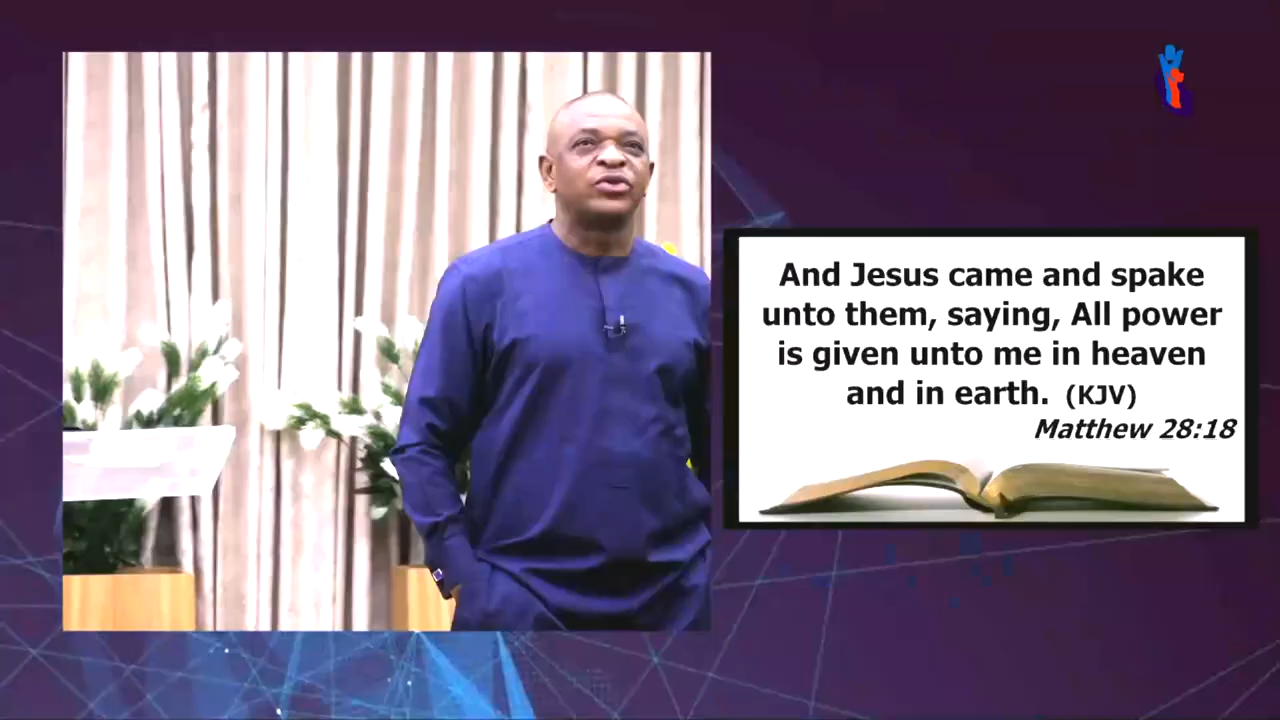 And Jesus came and spake
unto them, saying, All power
is given unto me in heaven
and in earth. (KJV)
Matthew 28:18